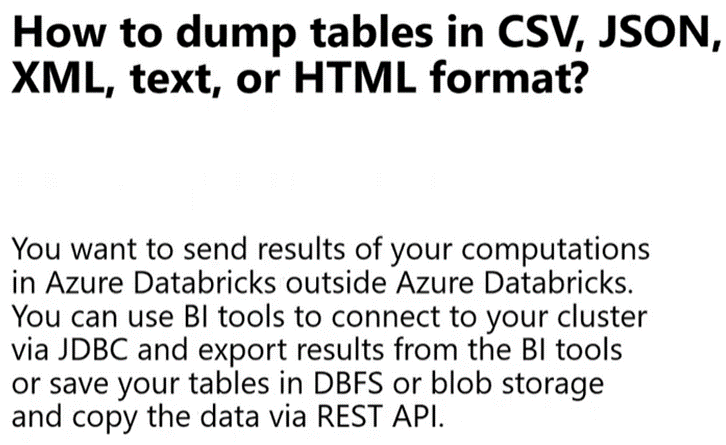 How to dump tables in CSV, JSON,
XML, text, or HTML format?
You want to send results of your computations
in Azure Databricks outside Azure Databricks.
You can use BI tools to connect to your cluster
via JDBC and export results from the BI tools
or save your tables in DBFS or blob storage
and copy the data via REST API.